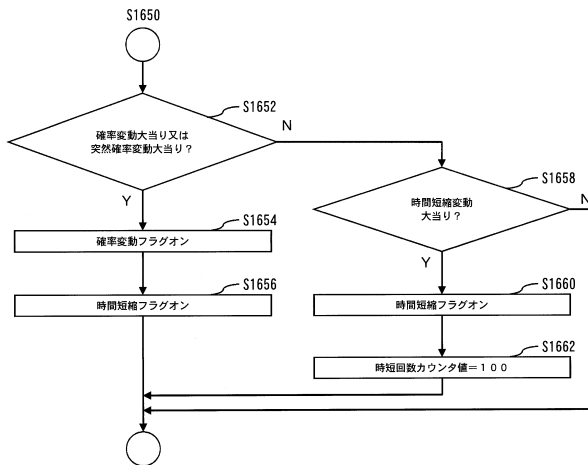 S1650
S1652
確率変動大当り又は
突然確率変動大当り？
N
Y
S1658
時間短縮変動
大当り？
N
Y
S1654
確率変動フラグオン
S1656
時間短縮フラグオン
S1660
時間短縮フラグオン
S1662
時短回数カウンタ値＝１００